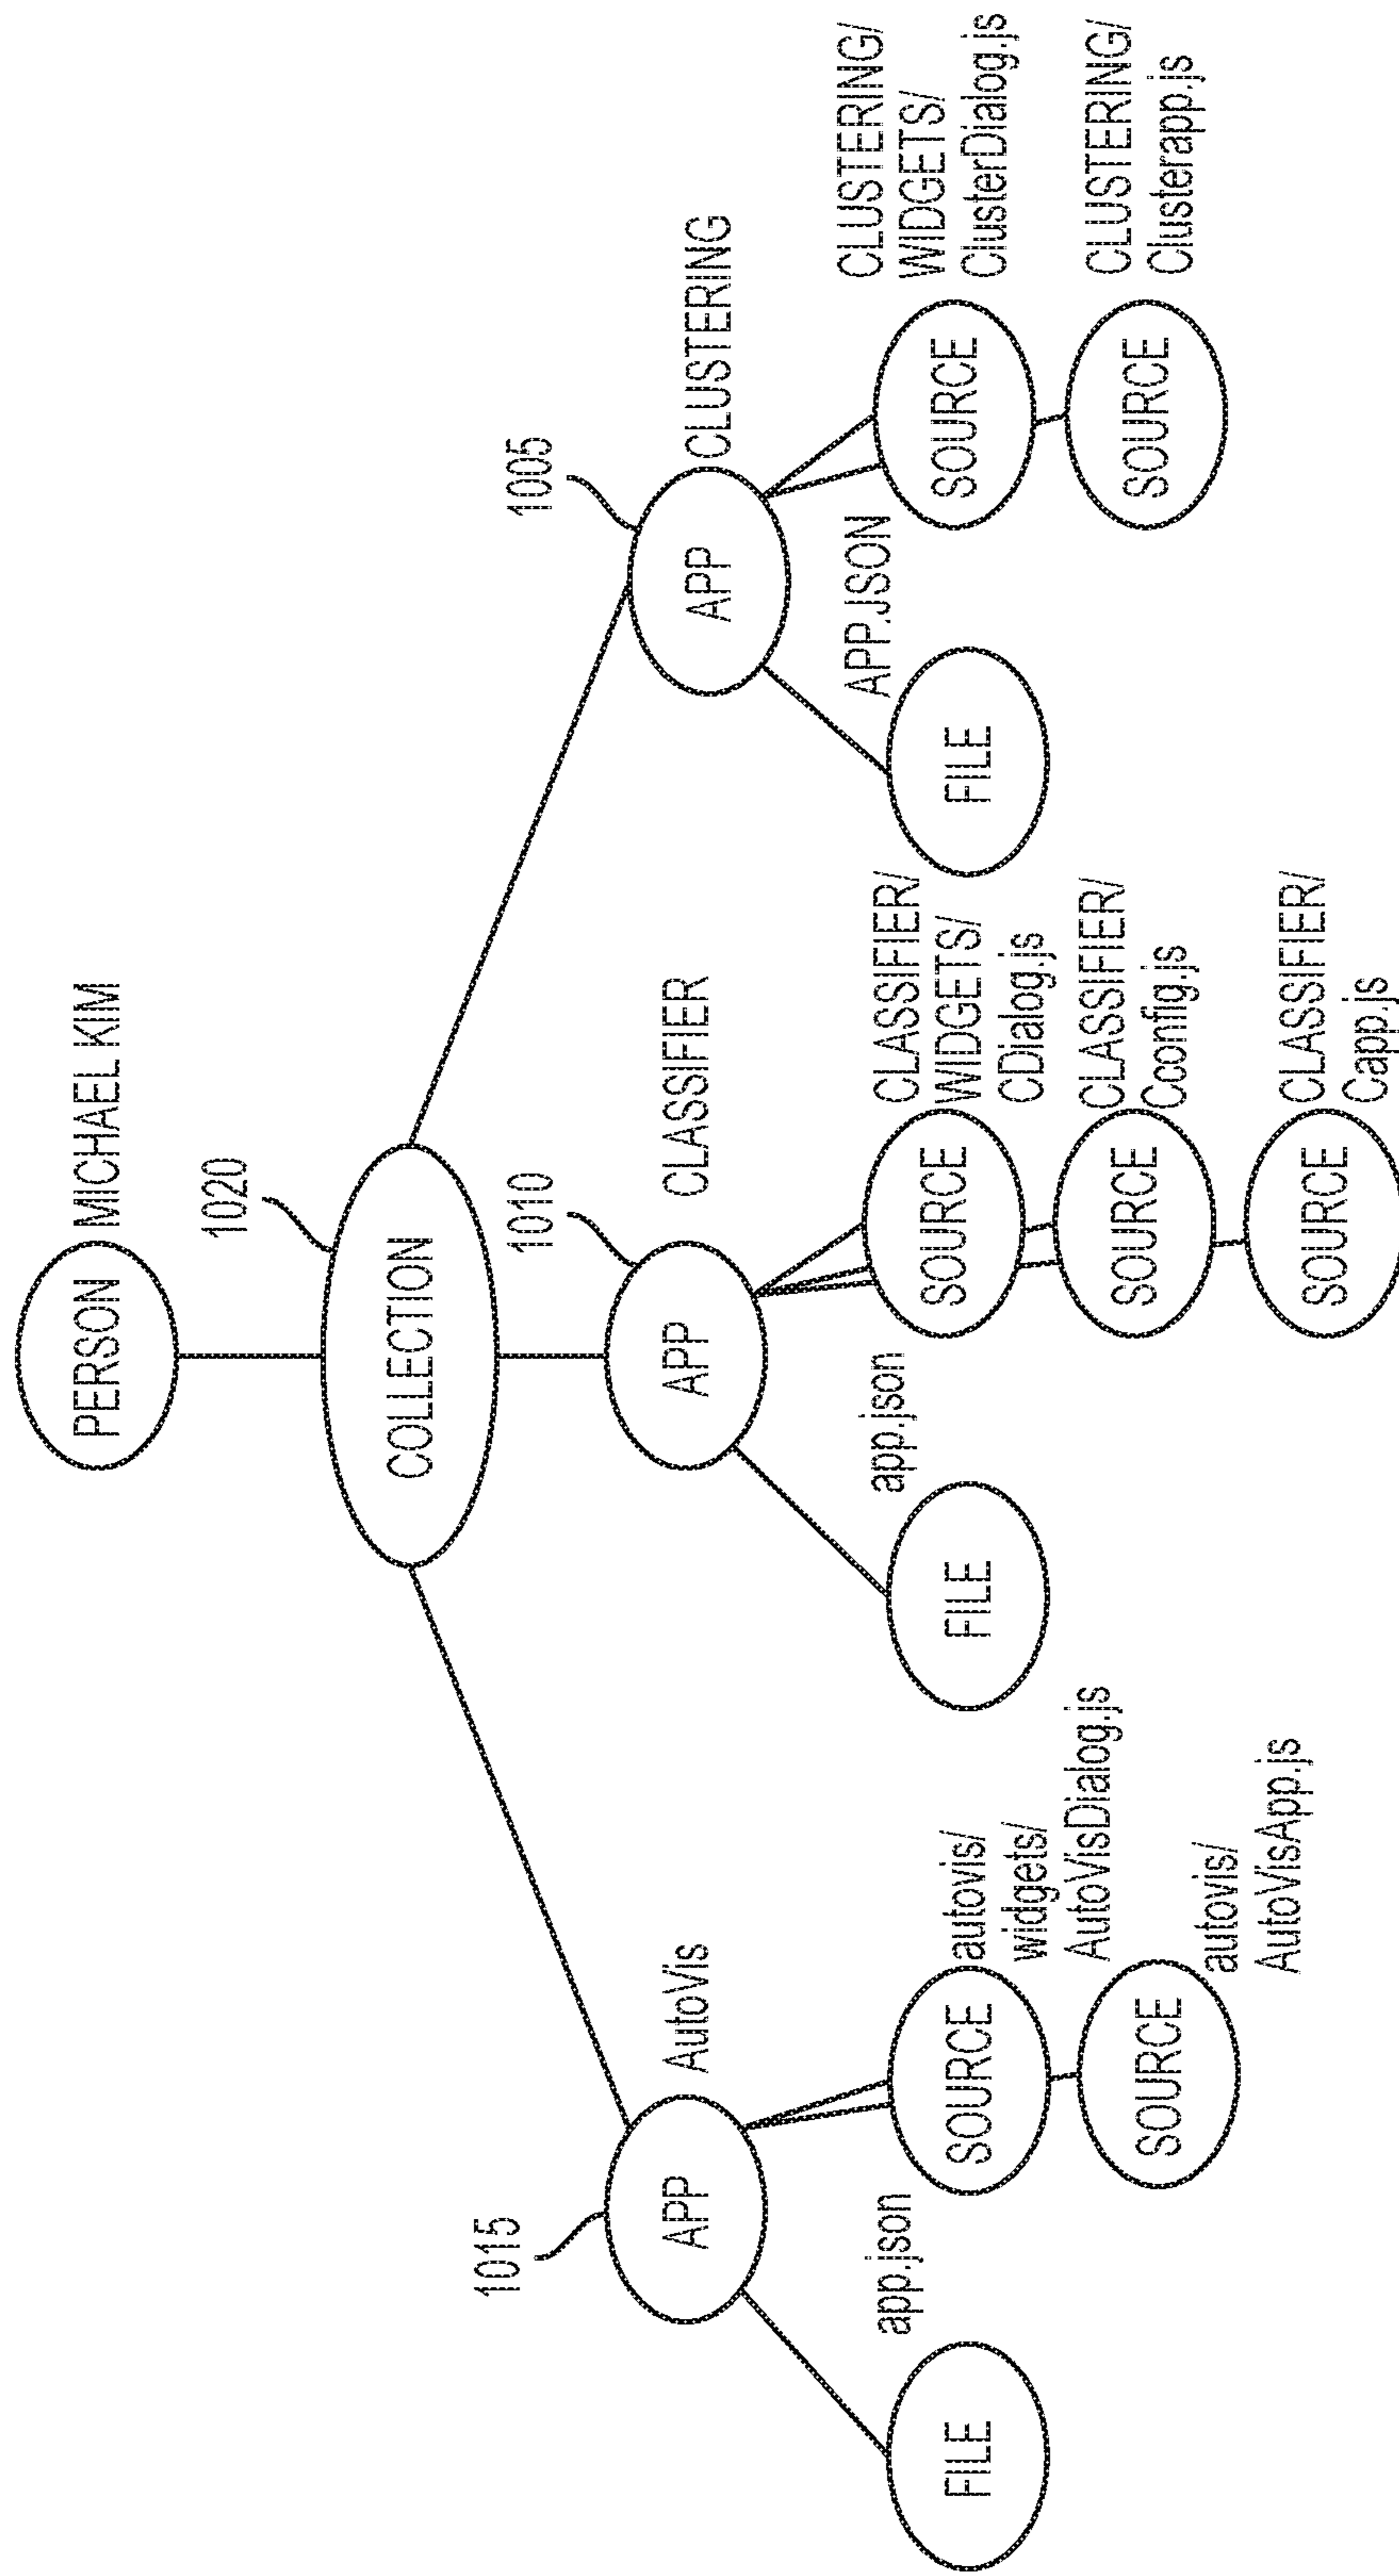 PERSON
MICHAEL KIM
1020
COLLECTION
1015
APP
AutoVis
1010
APP
CLASSIFIER
1005
APP
CLUSTERING
FILE
app.json
SOURCE
autovis/
widgets/
AutoVisDialog.js
SOURCE
autovis/
AutoVisApp.js
FILE
app.json
SOURCE
CLASSIFIER/
WIDGETS/
CDialog.js
SOURCE
CLASSIFIER/
Cconfig.js
SOURCE
CLASSIFIER/
Capp.js
FILE
APP.JSON
SOURCE
CLUSTERING/
WIDGETS/
ClusterDialog.js
SOURCE
CLUSTERING/
Clusterapp.js